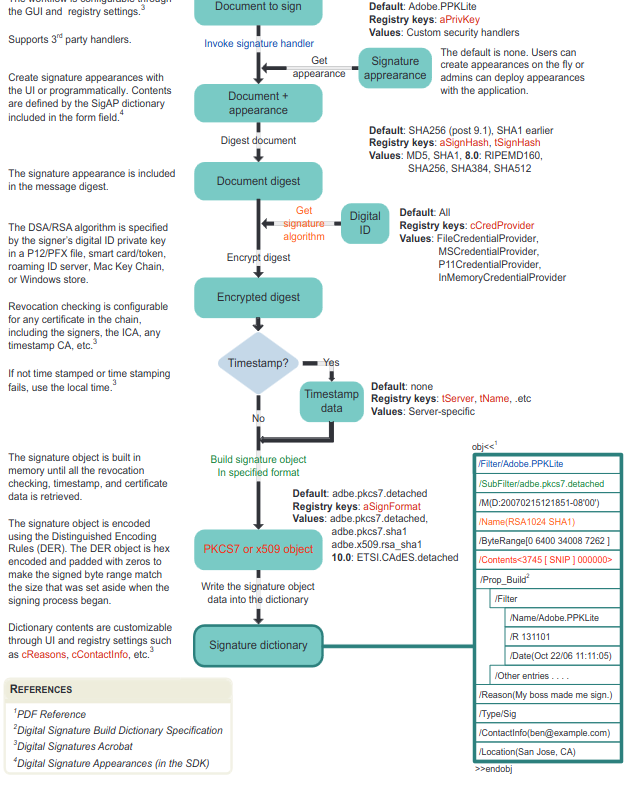 The workflow is configurable through
the GUI and registry settings.3
Supports 3rd party handlers.
Create signature appearances with
the UI or programmatically. Contents
are defined by the SigAP dictionary
included in the form field.4
The signature appearance is included
in the message digest.
The DSA/RSA algorithm is specified
by the signer's digital ID private key
in a P12/PFX file, smart card/token,
roaming ID server, Mac Key Chain,
or Windows store.
Revocation checking is configurable
for any certificate in the chain,
including the signers, the ICA, any
timestamp CA, etc.3
If not time stamped or time stamping
fails, use the local time.3
The signature object is built in
memory until all the revocation
checking, timestamp, and certificate
data is retrieved.
The signature object is encoded
using the Distinguished Encoding
Rules (DER). The DER object is hex
encoded and padded with zeros to
make the signed byte range match
the size that was set aside when the
signing process began.
Dictionary contents are customizable
through UI and registry settings such
as cReasons, cContactInfo, etc.3
Document to sign
Invoke signature handler
Get
appearance
Signature
apprearance
Document +
appearance
Digest document
Document digest
Get
signature
algorithm
Digital
ID
Encrypt digest
Encrypted digest
Timestamp?
Yes
Timestamp
data
No
Build signature object
In specified format
PKCS7 or x509 object
Write the signature object
data into the dictionary
Signature dictionary
Default: Adobe.PPKLite
Registry keys: aPrivKey
Values: Custom security handlers
The default is none. Users can
create appearances on the fly or
admins can deploy appearances
with the application.
Default: SHA256 (post 9.1), SHA1 earlier
Registry keys: aSignHash, tSignHash
Values: MD5, SHA1, 8.0: RIPEMD160,
SHA256, SHA384, SHA512
Default: All
Registry keys: cCredProvider
Values: FileCredentialProvider,
MSCredentialProvider,
P11CredentialProvider,
InMemoryCredentialProvider
Default: none
Registry keys: tServer, tName, .etc
Values: Server-specific
Default: adbe.pkcs7.detached
Registry keys: aSignFormat
Values: adbe.pkcs7.detached,
adbe.pkcs7.sha1
adbe.x509.rsa_sha1
10.0: ETSI.CAdES.detached
obj<<1
/Filter/Adobe.PPKLite
/SubFilter/adbe.pkcs7.detached
/M(D:20070215121851-08'00')
/Name(RSA1024 SHA1)
/ByteRange[0 6400 34008 7262 ]
/Contents<3745 [ SNIP ] 000000>
/Prop_Build2
/Filter
/Name/Adobe.PPKLite
/R 131101
/Date(Oct 22/06 11:11:05)
/Other entries . . . .
/Reason(My boss made me sign.)
/Type/Sig
/ContactInfo(ben@example.com)
/Location(San Jose, CA)
>>endobj
REFERENCES
1PDF Reference
2Digital Signature Build Dictionary Specification
3Digital Signatures Acrobat
4Digital Signature Appearances (in the SDK)